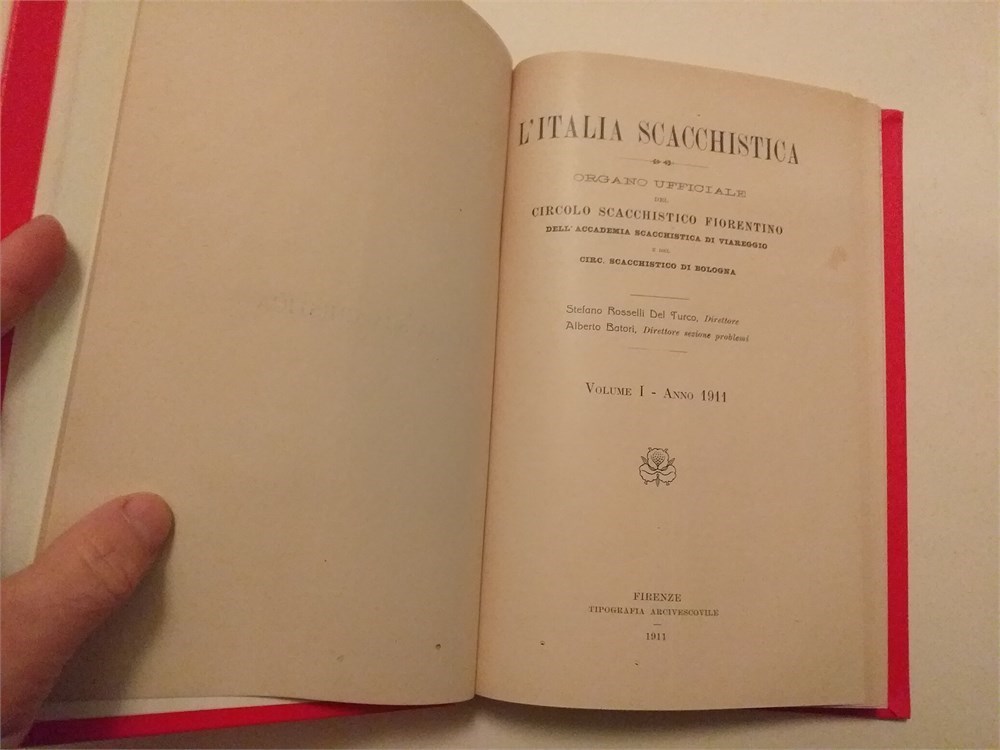 L'ITALIA SCACCHISTICA
ORGANO UFFICIALE
DEL
CIRCOLO SCACCHISTICO FIORENTINO
DELL'ACCADEMIA SCACCHISTICA DI VIAREGGIO
E DEL
CIRC. SCACCHISTICO DI BOLOGNA
Stefano Rosselli Del Turco, Direttore
Alberto Batori, Direttore sezione problemi
VOLUME I - ANNO 1911
FIRENZE
TIPOGRAFIA ARCIVESCOVILE
1911